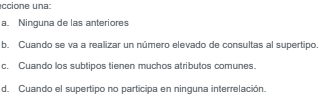 eccione una:
a. Ninguna de las anteriores
b. Cuando se va a realizar un número elevado de consultas al supertipo.
c. Cuando los subtipos tienen muchos atributos comunes.
d. Cuando el supertipo no participa en ninguna interrelación.